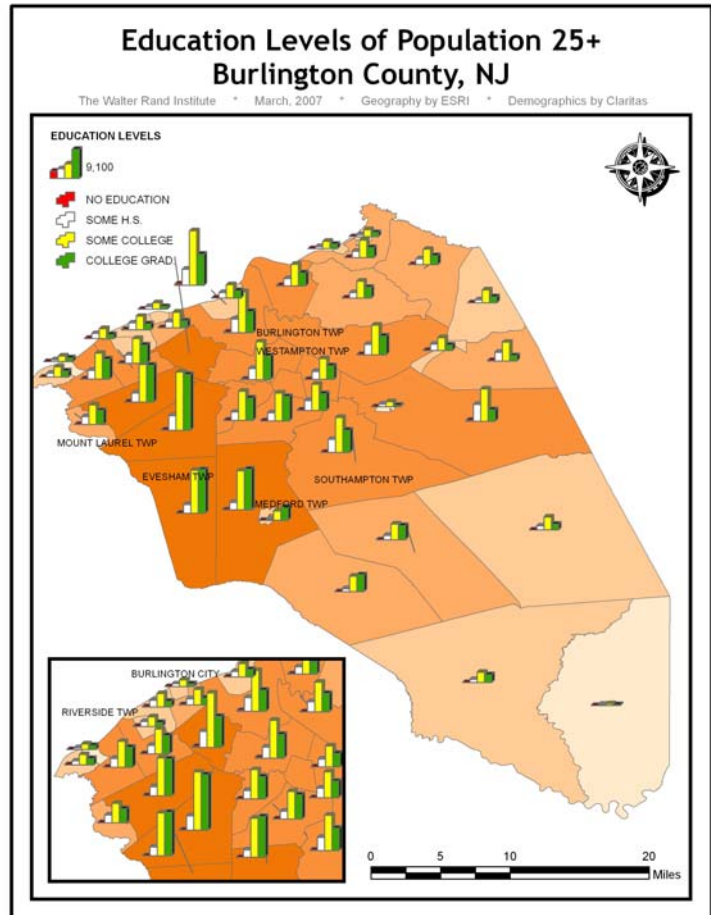 Education Levels of Population 25+
Burlington County, NJ
The Walter Rand Institute * March, 2007 * Geography by ESRI * Demographics by Claritas
EDUCATION LEVELS
9,100
NO EDUCATION
SOME H.S.
SOME COLLEGE
COLLEGE GRAD
BURLINGTON TWP
WESTAMPTON TWP
MOUNT LAUREL TWP
EVESHAM TWP
SOUTHAMPTON TWP
MEDFORD TWP
BURLINGTON CITY
RIVERSIDE TWP
0 5 10 20
Miles